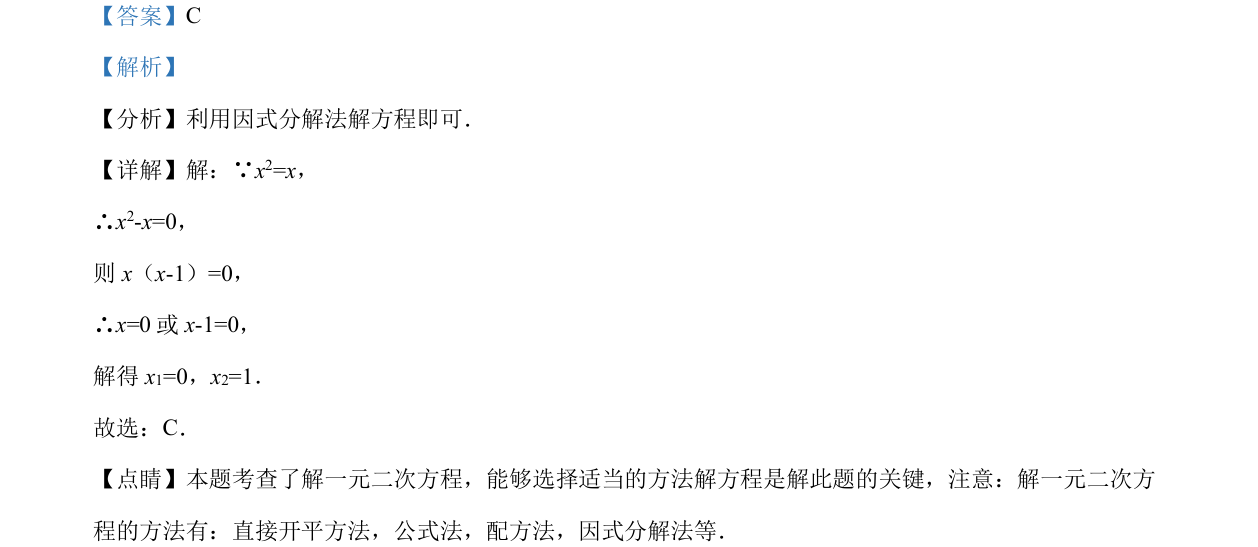 【答案】C
【解析】
【分析】利用因式分解法解方程即可．
【详解】解：∵x²=x，
∴x²-x=0，
则 x（x-1）=0，
∴x=0 或 x-1=0，
解得 x₁=0，x₂=1．
故选：C．
【点睛】本题考查了解一元二次方程，能够选择适当的方法解方程是解此题的关键，注意：解一元二次方
程的方法有：直接开平方法，公式法，配方法，因式分解法等．